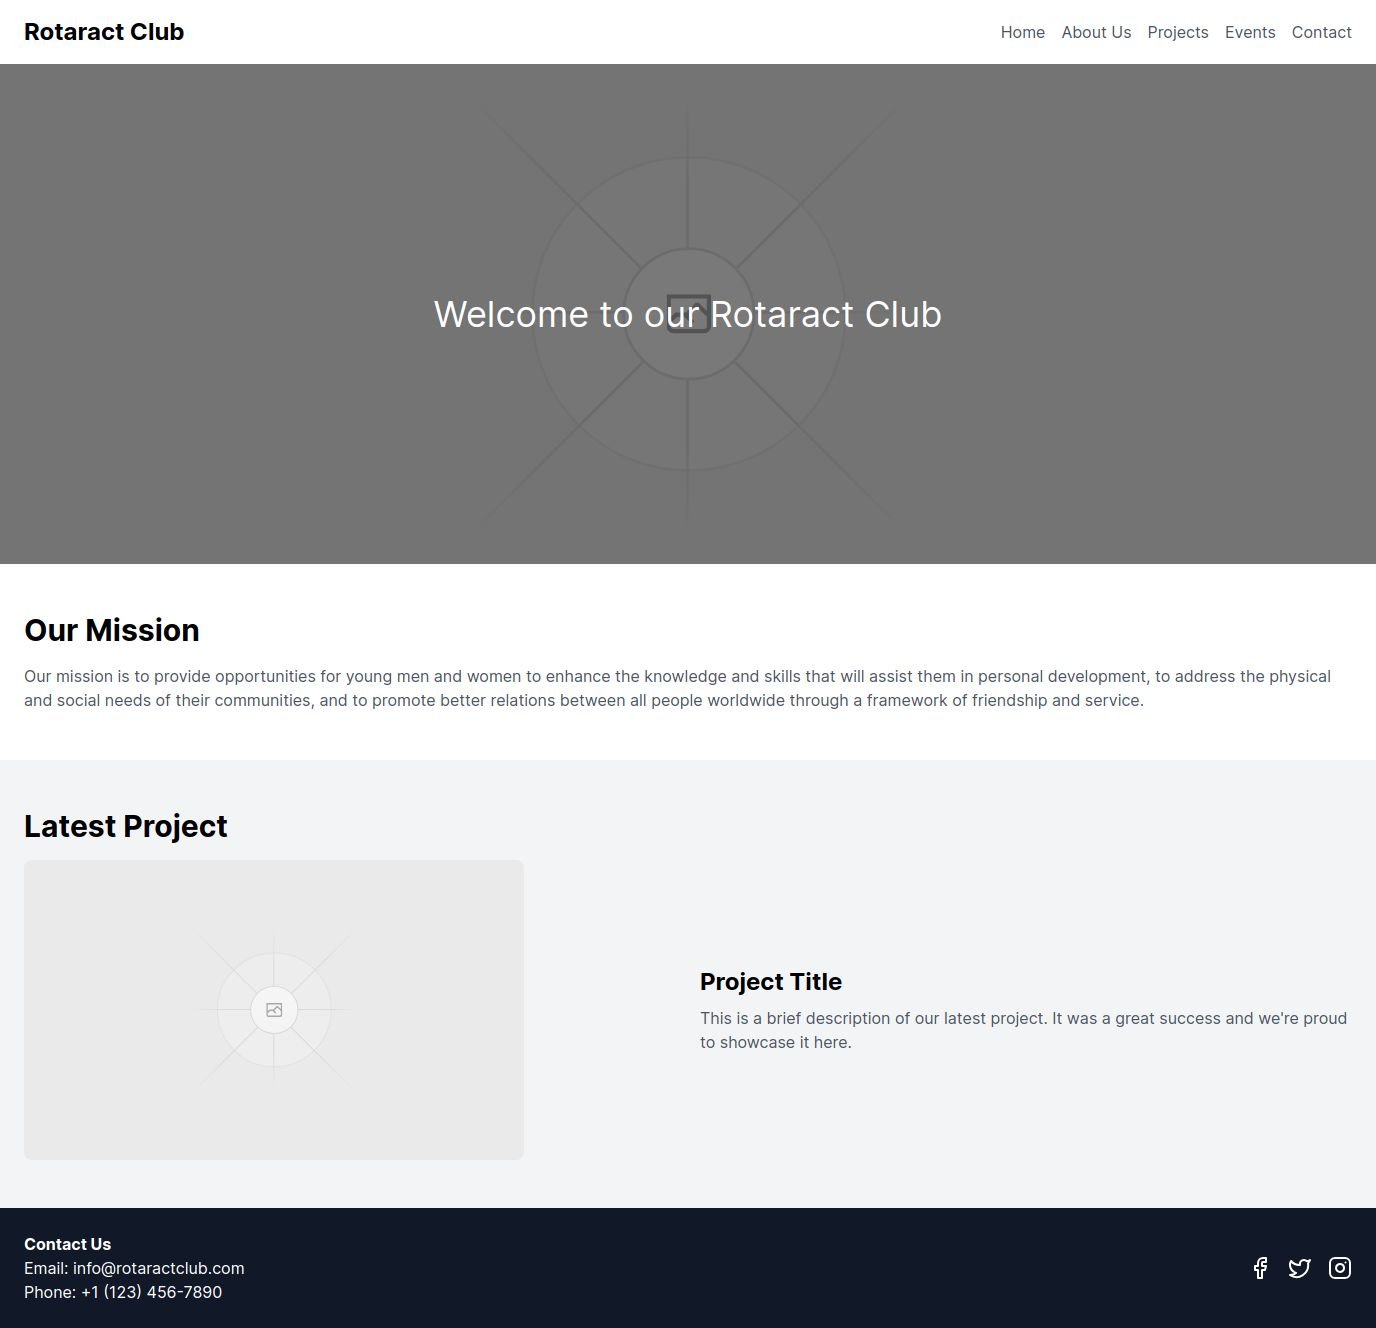 Rotaract Club
Home About Us Projects Events Contact
Welcome to our Rotaract Club
Our Mission
Our mission is to provide opportunities for young men and women to enhance the knowledge and skills that will assist them in personal development, to address the physical
and social needs of their communities, and to promote better relations between all people worldwide through a framework of friendship and service.
Latest Project
Project Title
This is a brief description of our latest project. It was a great success and we're proud
to showcase it here.
Contact Us
Email: info@rotaractclub.com
Phone: +1 (123) 456-7890